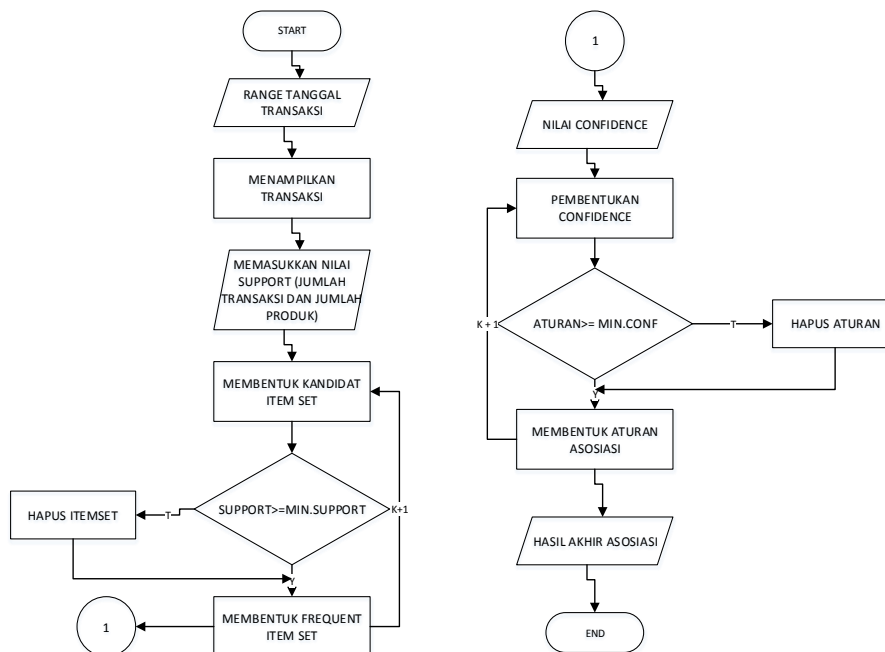 START
RANGE TANGGAL
TRANSAKSI
MENAMPILKAN
TRANSAKSI
MEMASUKKAN NILAI
SUPPORT (JUMLAH
TRANSAKSI DAN JUMLAH
PRODUK)
MEMBENTUK KANDIDAT
ITEM SET
SUPPORT>=MIN.SUPPORT
T
HAPUS ITEMSET
K+1
Y
MEMBENTUK FREQUENT
ITEM SET
1
1
NILAI CONFIDENCE
PEMBENTUKAN
CONFIDENCE
ATURAN>= MIN.CONF
K + 1
T
HAPUS ATURAN
Y
MEMBENTUK ATURAN
ASOSIASI
HASIL AKHIR ASOSIASI
END